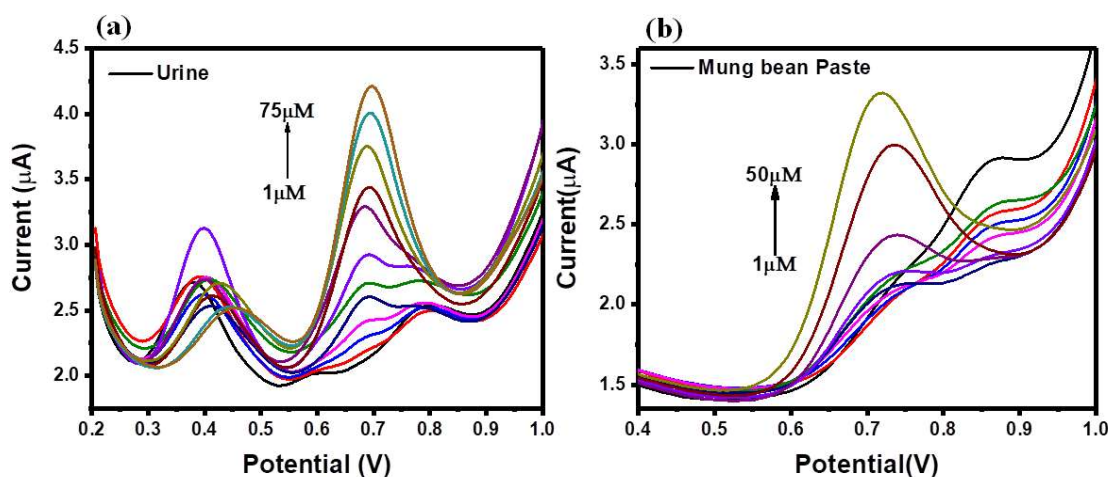 (a)
Urine
75μM
1μM
4.5
4.0
3.5
3.0
2.5
2.0
Current (μA)
0.2 0.3 0.4 0.5 0.6 0.7 0.8 0.9 1.0
Potential (V)
(b)
Mung bean Paste
50μM
1μM
3.5
3.0
2.5
2.0
1.5
Current(μA)
0.4 0.5 0.6 0.7 0.8 0.9 1.0
Potential(V)